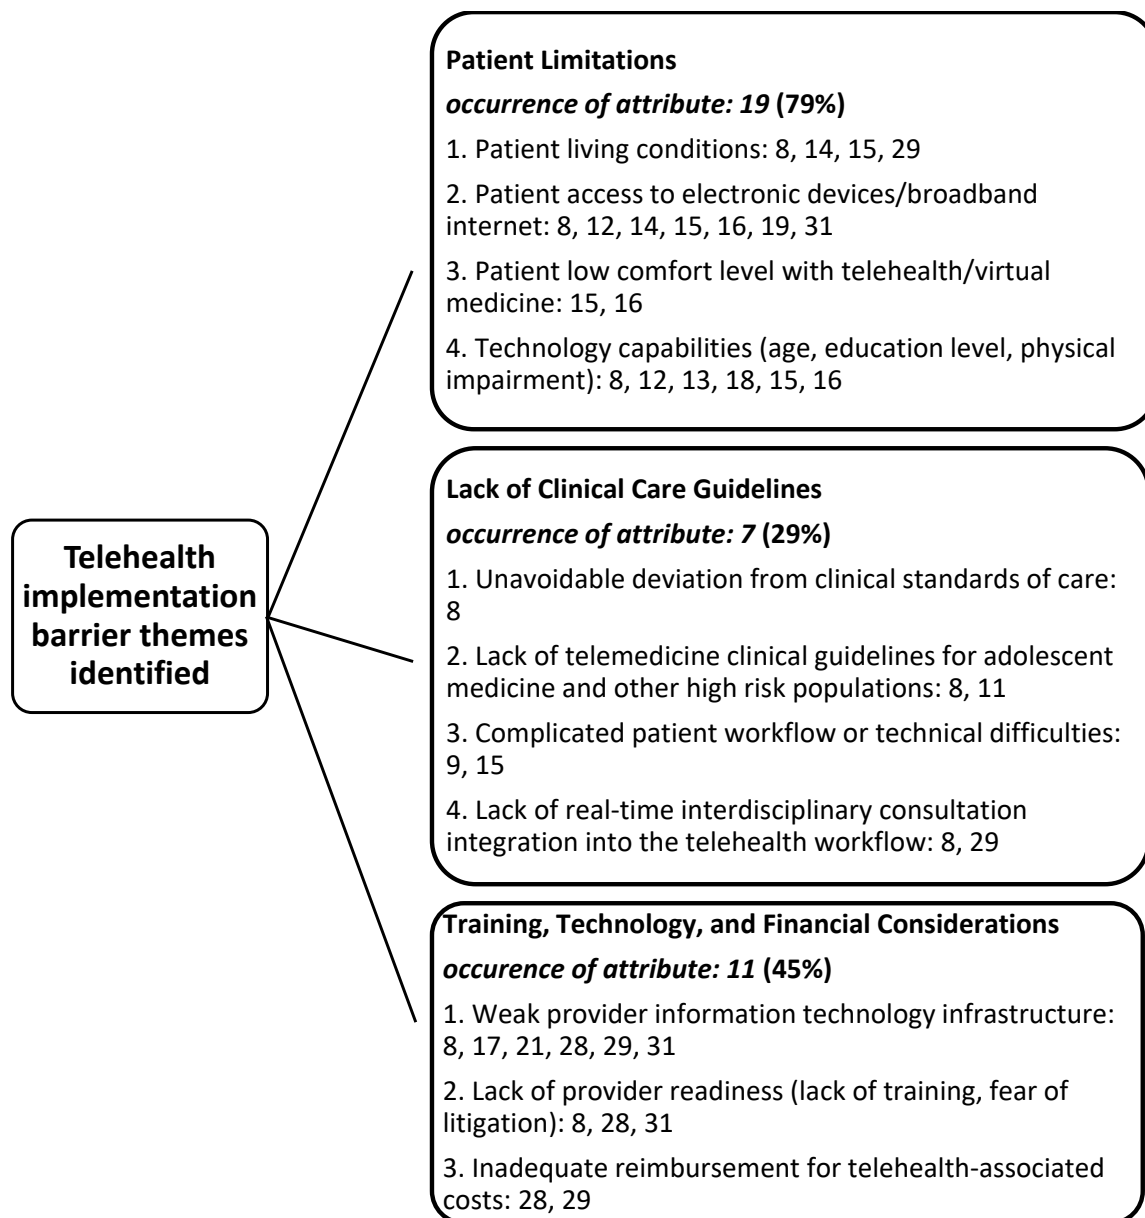 Telehealth
implementation
barrier themes
identified
Patient Limitations
occurrence of attribute: 19 (79%)
1. Patient living conditions: 8, 14, 15, 29
2. Patient access to electronic devices/broadband
internet: 8, 12, 14, 15, 16, 19, 31
3. Patient low comfort level with telehealth/virtual
medicine: 15, 16
4. Technology capabilities (age, education level, physical
impairment): 8, 12, 13, 18, 15, 16
Lack of Clinical Care Guidelines
occurrence of attribute: 7 (29%)
1. Unavoidable deviation from clinical standards of care:
8
2. Lack of telemedicine clinical guidelines for adolescent
medicine and other high risk populations: 8, 11
3. Complicated patient workflow or technical difficulties:
9, 15
4. Lack of real-time interdisciplinary consultation
integration into the telehealth workflow: 8, 29
Training, Technology, and Financial Considerations
occurence of attribute: 11 (45%)
1. Weak provider information technology infrastructure:
8, 17, 21, 28, 29, 31
2. Lack of provider readiness (lack of training, fear of
litigation): 8, 28, 31
3. Inadequate reimbursement for telehealth-associated
costs: 28, 29